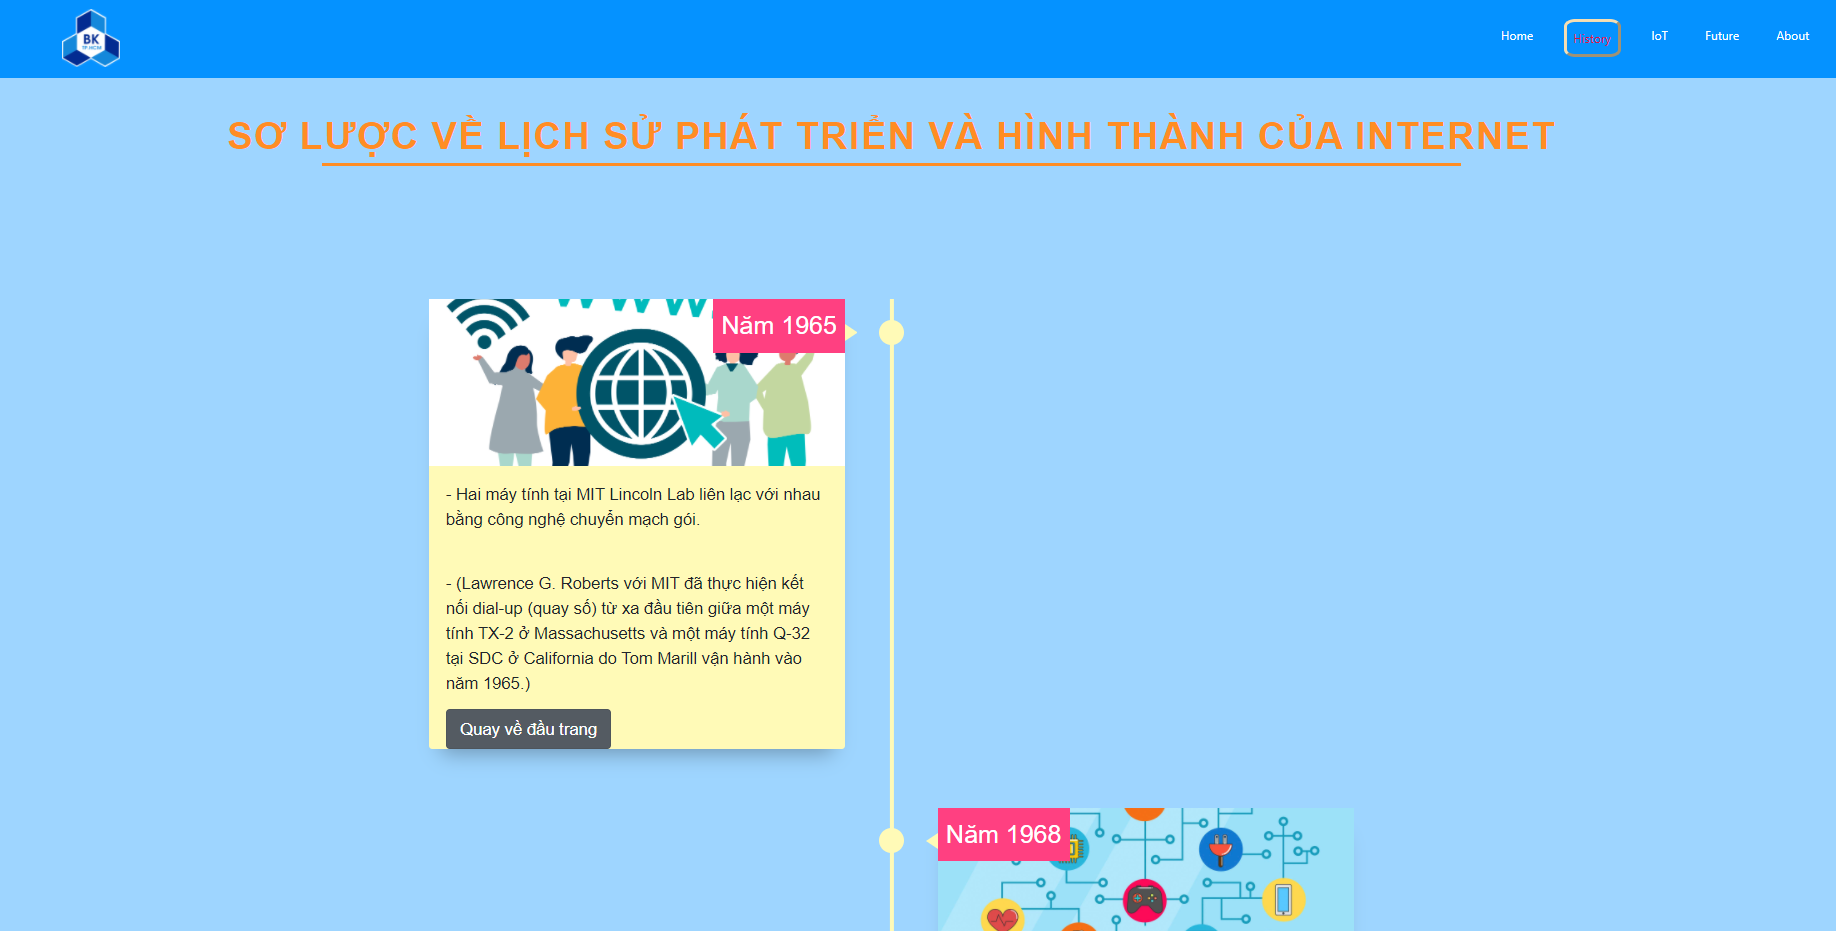 BK
TP.HCM
Home
History
IoT
Future
About
SƠ LƯỢC VỀ LỊCH SỬ PHÁT TRIỂN VÀ HÌNH THÀNH CỦA INTERNET
WWW
Năm 1965
- Hai máy tính tại MIT Lincoln Lab liên lạc với nhau
bằng công nghệ chuyển mạch gói.
- (Lawrence G. Roberts với MIT đã thực hiện kết
nối dial-up (quay số) từ xa đầu tiên giữa một máy
tính TX-2 ở Massachusetts và một máy tính Q-32
tại SDC ở California do Tom Marill vận hành vào
năm 1965.)
Quay về đầu trang
Năm 1968